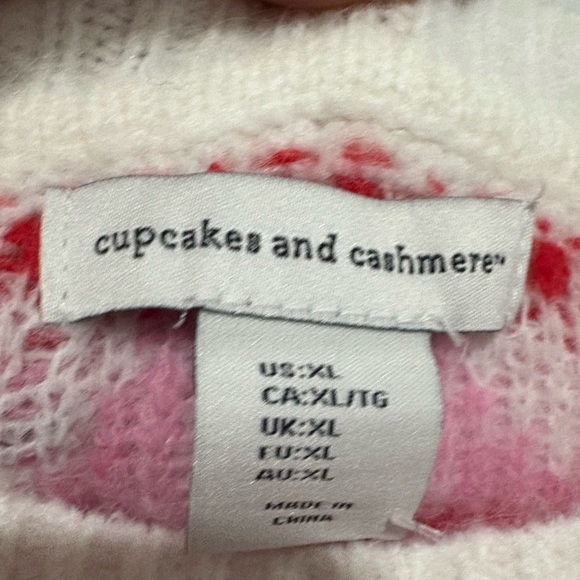 cupcakes and cashmere™
US:XL
CA:XL/TG
UK:XL
EU:XL
AU:XL
MADE IN
CHINA